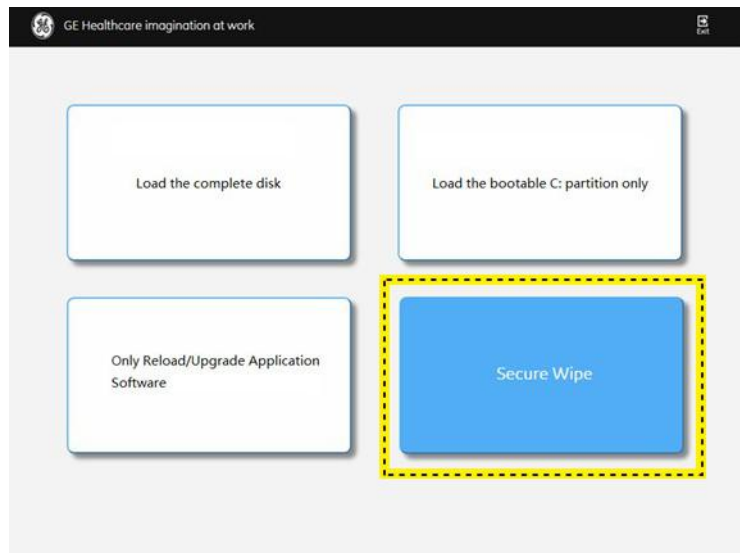 GE Healthcare imagination at work
Exit
Load the complete disk
Load the bootable C: partition only
Only Reload/Upgrade Application
Software
Secure Wipe